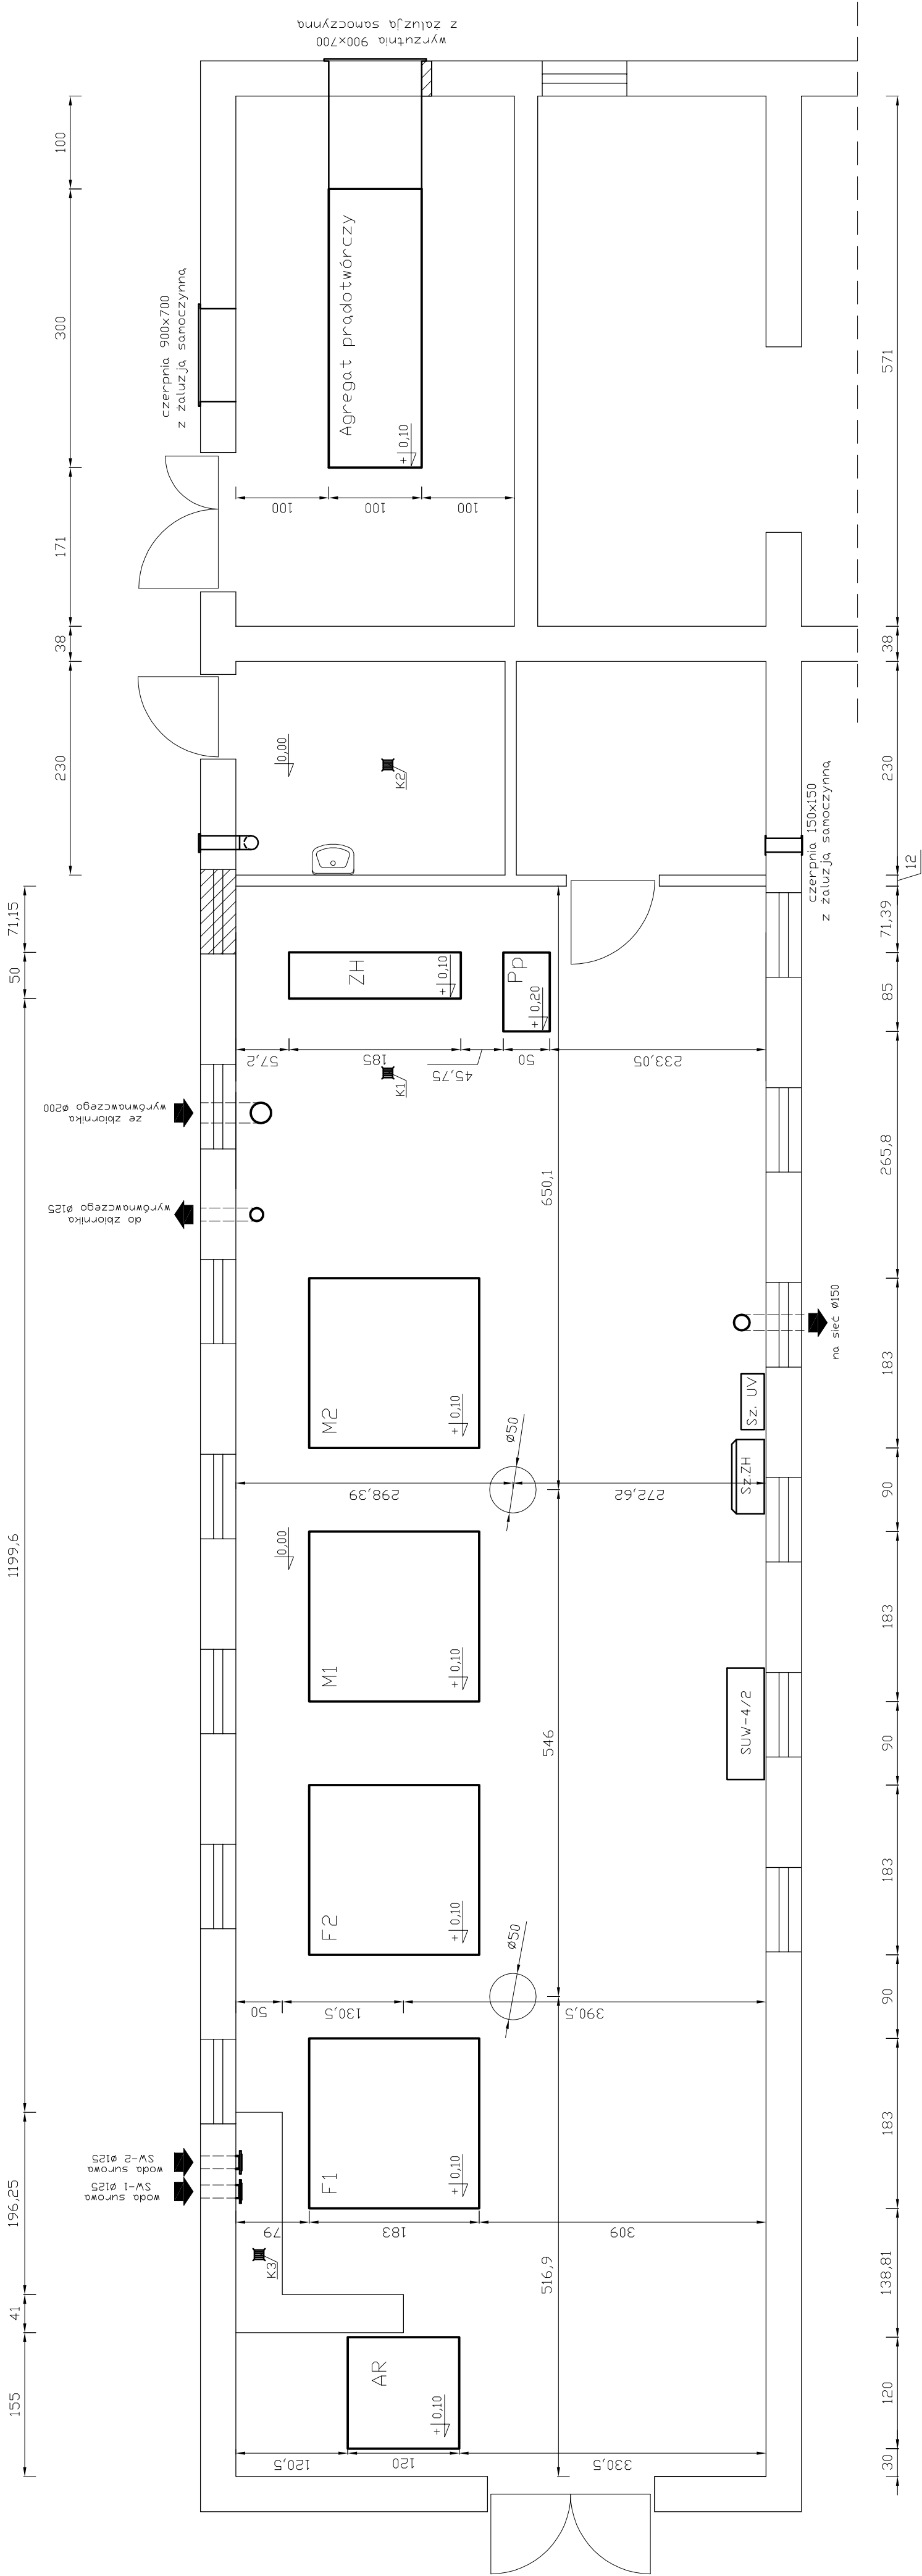 wyrzutnia 900x700
z żaluzją samoczynną
czerpnia 900x700
z żaluzją samoczynną
100
300
171
38
230
Agregat prądotwórczy
+0,10
100
100
100
571
38
230
12
0,00
K2
czerpnia 150x150
z żaluzją samoczynną
71,15
50
1199,6
196,25
41
155
ZH
+0,10
Pp
+0,20
57,2
185
45,75
50
233,05
K1
ze zbiornika
wyrównawczego ø200
do zbiornika
wyrównawczego ø125
650,1
546
516,9
71,39
85
265,8
183
90
183
90
183
90
183
138,81
120
30
na sieć ø150
Sz. UV
Sz.ZH
SUW-4/2
M2
+0,10
298,39
272,62
ø50
0,00
M1
+0,10
F2
+0,10
50
130,5
390,5
ø50
F1
+0,10
79
183
309
woda surowa
SW-2 ø125
woda surowa
SW-1 ø125
K3
AR
+0,10
120,5
120
330,5